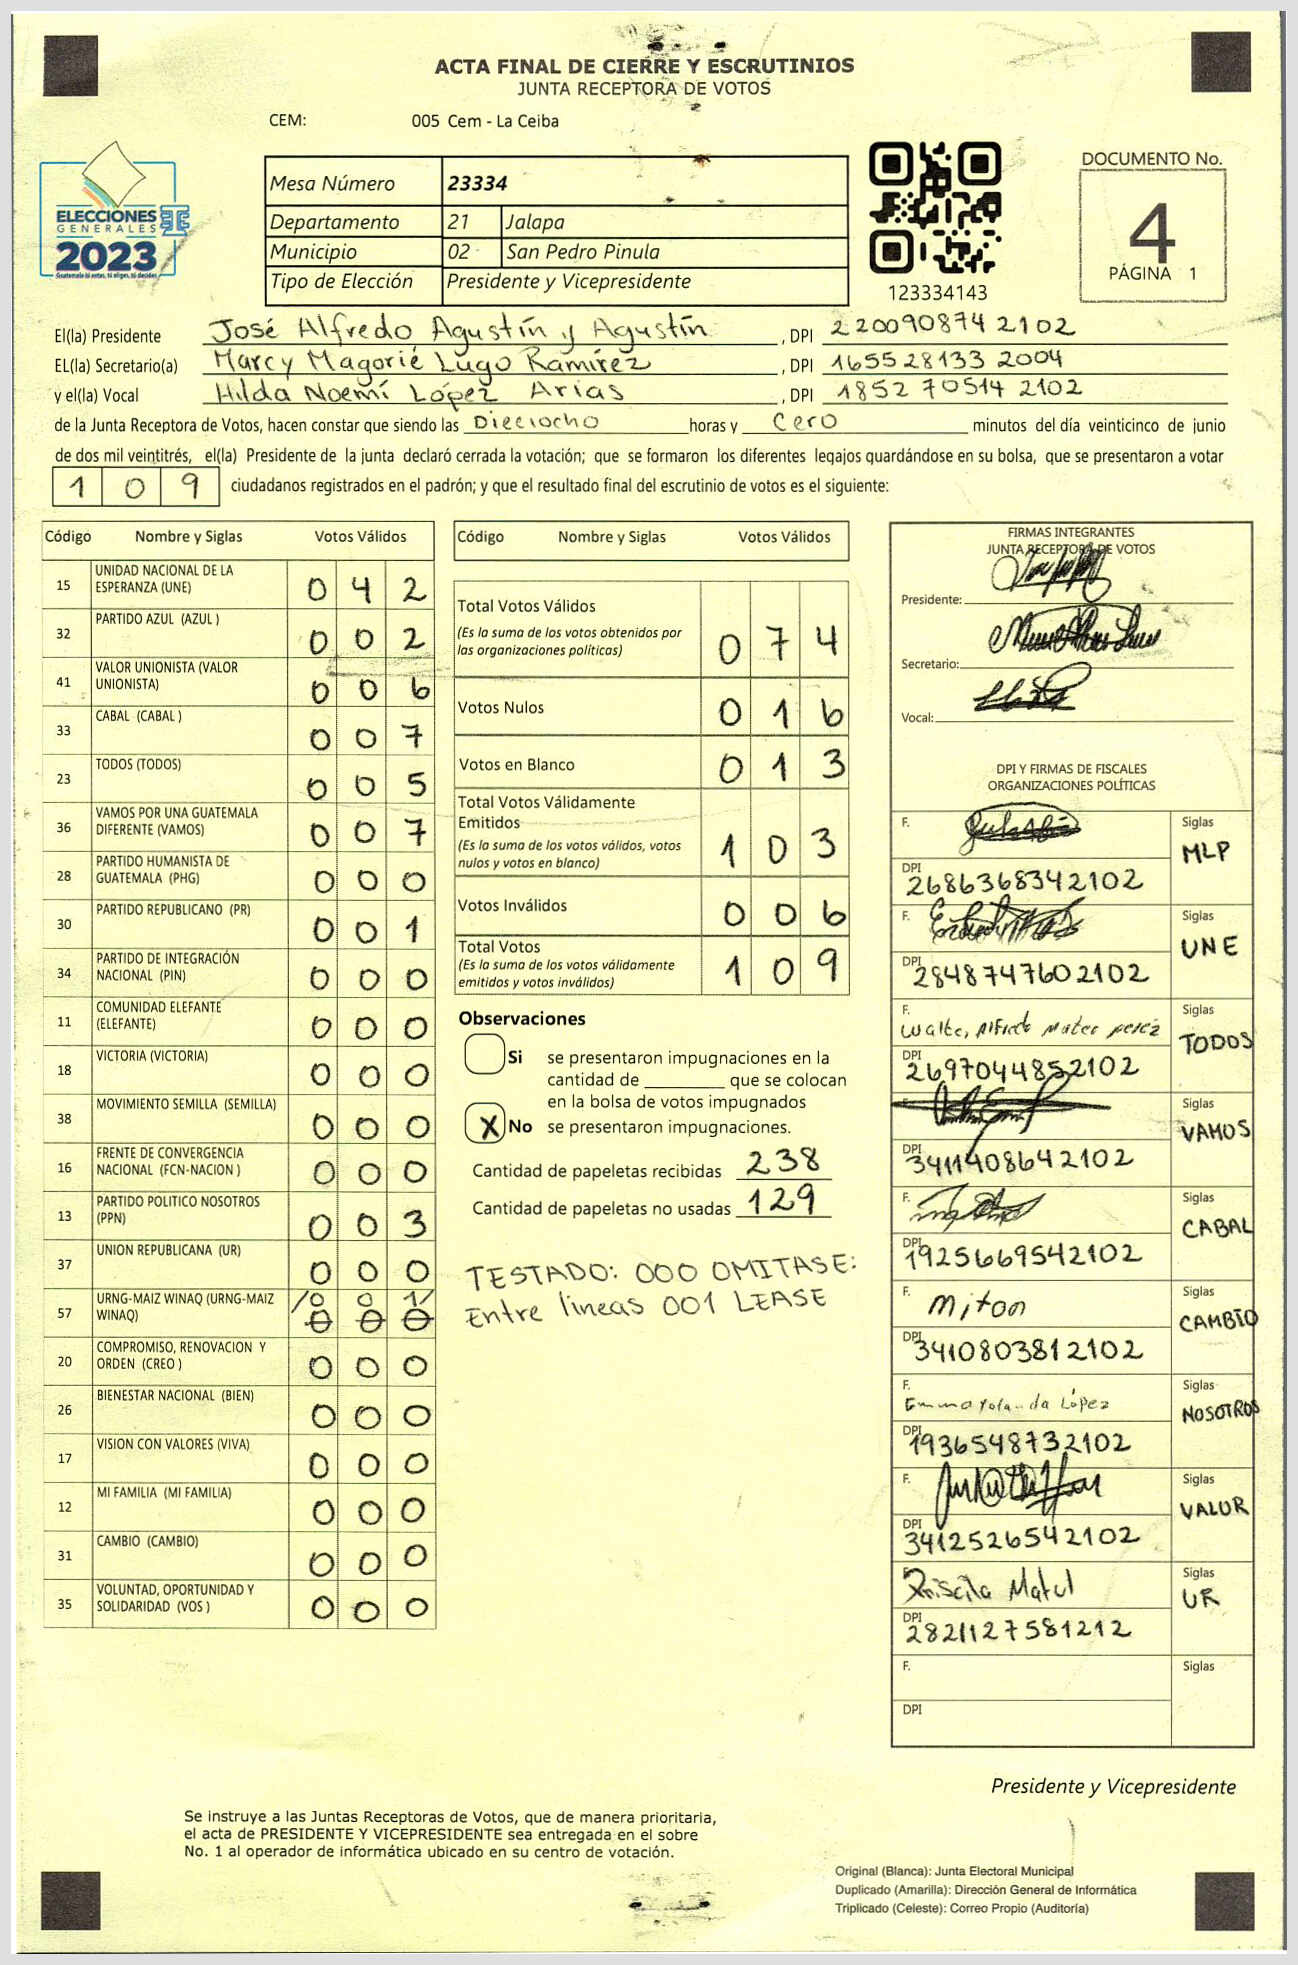 ACTA FINAL DE CIERRE Y ESCRUTINIOS
JUNTA RECEPTORA DE VOTOS
CEM: 005 Cem - La Ceiba
ELECCIONES
GENERALES
2023
Guatemala tú eres, tú eliges, tú decides
Mesa Número 23334
Departamento 21 Jalapa
Municipio 02 San Pedro Pinula
Tipo de Elección Presidente y Vicepresidente
123334143
DOCUMENTO No.
4
PÁGINA 1
El(la) Presidente José Alfredo Agustín y Agustín, DPI 220090874 2102
EL(la) Secretario(a) Marcy Magorié Lugo Ramírez, DPI 165528133 2004
y el(la) Vocal Hilda Noemí López Arias, DPI 1852 70514 2102
de la Junta Receptora de Votos, hacen constar que siendo las Dieciocho horas y Cero minutos del día veinticinco de junio
de dos mil veintitrés, el(la) Presidente de la junta declaró cerrada la votación; que se formaron los diferentes legajos guardándose en su bolsa, que se presentaron a votar
1 0 9 ciudadanos registrados en el padrón; y que el resultado final del escrutinio de votos es el siguiente:
Código Nombre y Siglas Votos Válidos
15 UNIDAD NACIONAL DE LA ESPERANZA (UNE) 0 4 2
32 PARTIDO AZUL (AZUL ) 0 0 2
41 VALOR UNIONISTA (VALOR UNIONISTA) 0 0 6
33 CABAL (CABAL ) 0 0 7
23 TODOS (TODOS) 0 0 5
36 VAMOS POR UNA GUATEMALA DIFERENTE (VAMOS) 0 0 7
28 PARTIDO HUMANISTA DE GUATEMALA (PHG) 0 0 0
30 PARTIDO REPUBLICANO (PR) 0 0 1
34 PARTIDO DE INTEGRACIÓN NACIONAL (PIN) 0 0 0
11 COMUNIDAD ELEFANTE (ELEFANTE) 0 0 0
18 VICTORIA (VICTORIA) 0 0 0
38 MOVIMIENTO SEMILLA (SEMILLA) 0 0 0
16 FRENTE DE CONVERGENCIA NACIONAL (FCN-NACION ) 0 0 0
13 PARTIDO POLITICO NOSOTROS (PPN) 0 0 3
37 UNION REPUBLICANA (UR) 0 0 0
57 URNG-MAIZ WINAQ (URNG-MAIZ WINAQ) /0 0 1/ 0 0 0
20 COMPROMISO, RENOVACION Y ORDEN (CREO ) 0 0 0
26 BIENESTAR NACIONAL (BIEN) 0 0 0
17 VISION CON VALORES (VIVA) 0 0 0
12 MI FAMILIA (MI FAMILIA) 0 0 0
31 CAMBIO (CAMBIO) 0 0 0
35 VOLUNTAD, OPORTUNIDAD Y SOLIDARIDAD (VOS ) 0 0 0
Código Nombre y Siglas Votos Válidos
Total Votos Válidos
(Es la suma de los votos obtenidos por
las organizaciones políticas) 0 7 4
Votos Nulos 0 1 6
Votos en Blanco 0 1 3
Total Votos Válidamente
Emitidos
(Es la suma de los votos válidos, votos
nulos y votos en blanco) 1 0 3
Votos Inválidos 0 0 6
Total Votos
(Es la suma de los votos válidamente
emitidos y votos inválidos) 1 0 9
Observaciones
Si se presentaron impugnaciones en la
cantidad de ________ que se colocan
en la bolsa de votos impugnados
X No se presentaron impugnaciones.
Cantidad de papeletas recibidas 238
Cantidad de papeletas no usadas 129
TESTADO: 000 OMITASE:
Entre lineas 001 LEASE
FIRMAS INTEGRANTES
JUNTA RECEPTORA DE VOTOS
Presidente:
Secretario:
Vocal:
DPI Y FIRMAS DE FISCALES
ORGANIZACIONES POLÍTICAS
F. Siglas MLP
DPI 2686368342102
F. Siglas UNE
DPI 2848747602102
F. Walte, Alfredo Mateo perez Siglas TODOS
DPI 2697044852102
F. Siglas VAMOS
DPI 3411408642102
F. Siglas CABAL
DPI 1925669542102
F. Miton Siglas CAMBIO
DPI 3410803812102
F. Emma Yolanda López Siglas NOSOTROS
DPI 1936548732102
F. Siglas VALOR
DPI 3412526542102
F. Priscila Matul Siglas UR
DPI 2821127581212
F. Siglas
DPI
Presidente y Vicepresidente
Se instruye a las Juntas Receptoras de Votos, que de manera prioritaria,
el acta de PRESIDENTE Y VICEPRESIDENTE sea entregada en el sobre
No. 1 al operador de informática ubicado en su centro de votación.
Original (Blanca): Junta Electoral Municipal
Duplicado (Amarilla): Dirección General de Informática
Triplicado (Celeste): Correo Propio (Auditoría)